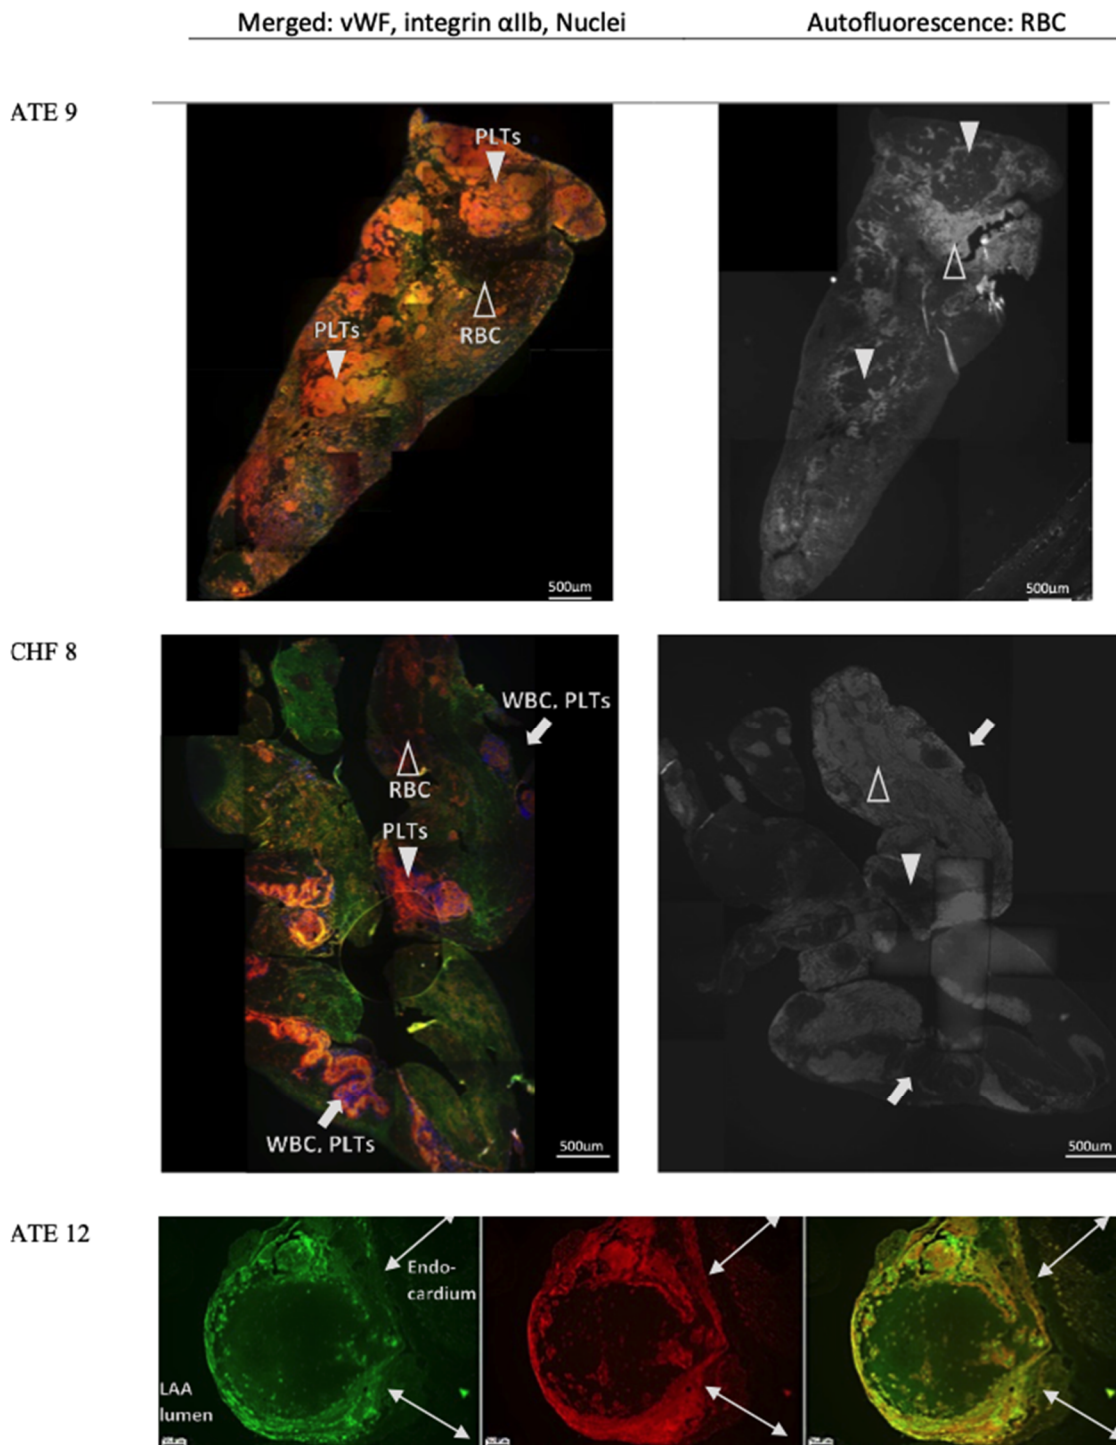 Merged: vWF, integrin αIIb, Nuclei
Autofluorescence: RBC
ATE 9
PLTs
RBC
PLTs
500um
500um
CHF 8
WBC, PLTs
RBC
PLTs
WBC, PLTs
500um
500um
ATE 12
Endo-
cardium
LAA
lumen